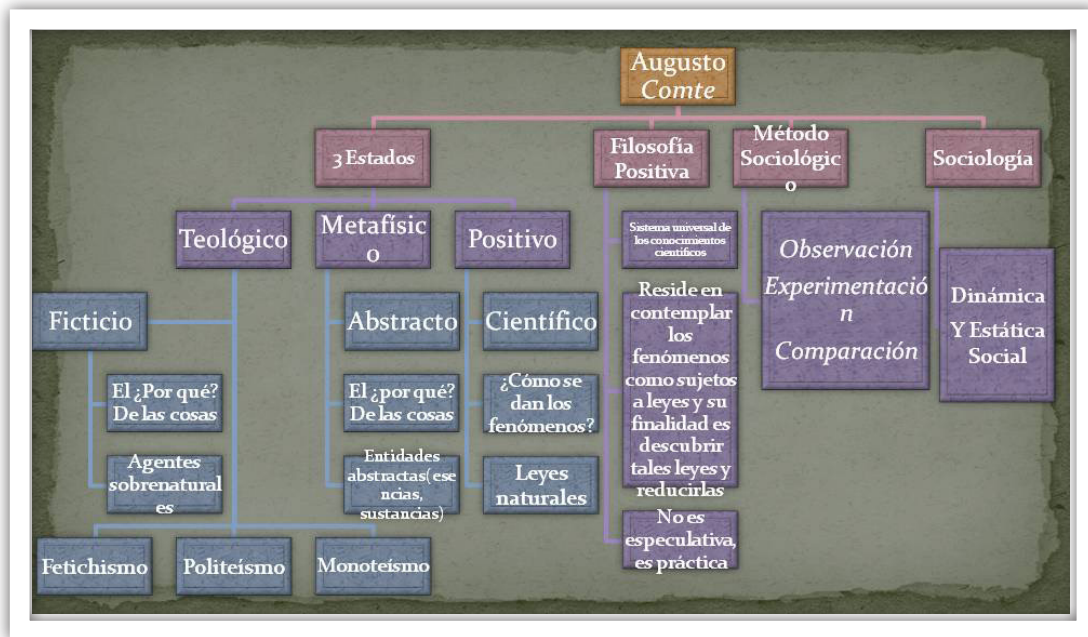 Augusto
Comte
3 Estados
Filosofía
Positiva
Método
Sociológic
o
Sociología
Teológico
Metafísic
o
Positivo
Sistema universal de
los conocimientos
científicos
Observación
Experimentació
n
Comparación
Dinámica
Y Estática
Social
Ficticio
Abstracto
Científico
Reside en
contemplar
los
fenómenos
como sujetos
a leyes y su
finalidad es
descubrir
tales leyes y
reducirlas
El ¿Por qué?
De las cosas
El ¿por qué?
De las cosas
¿Cómo se
dan los
fenómenos?
Agentes
sobrenatural
es
Entidades
abstractas( ese
ncias,
sustancias)
Leyes
naturales
No es
especulativa,
es práctica
Fetichismo
Politeísmo
Monoteísmo